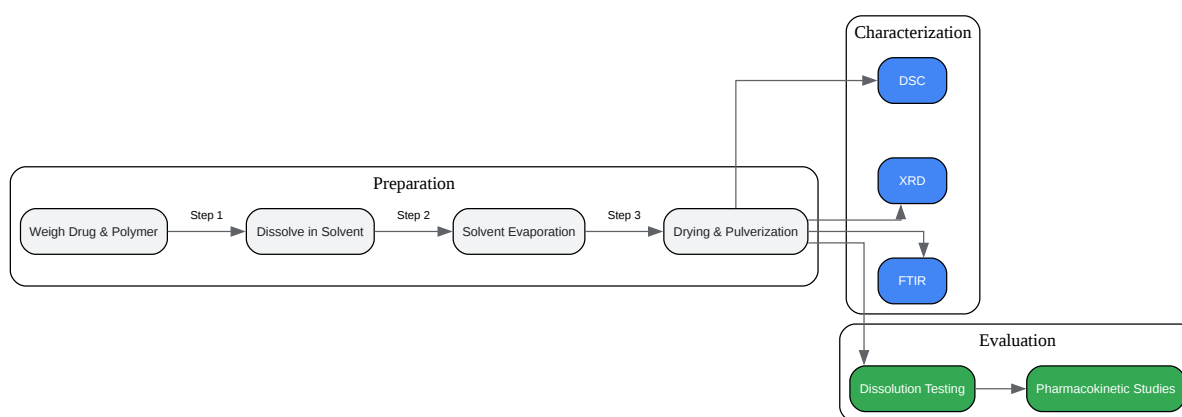 Characterization
DSC
XRD
FTIR
Preparation
Weigh Drug & Polymer
Step 1
Dissolve in Solvent
Step 2
Solvent Evaporation
Step 3
Drying & Pulverization
Evaluation
Dissolution Testing
Pharmacokinetic Studies